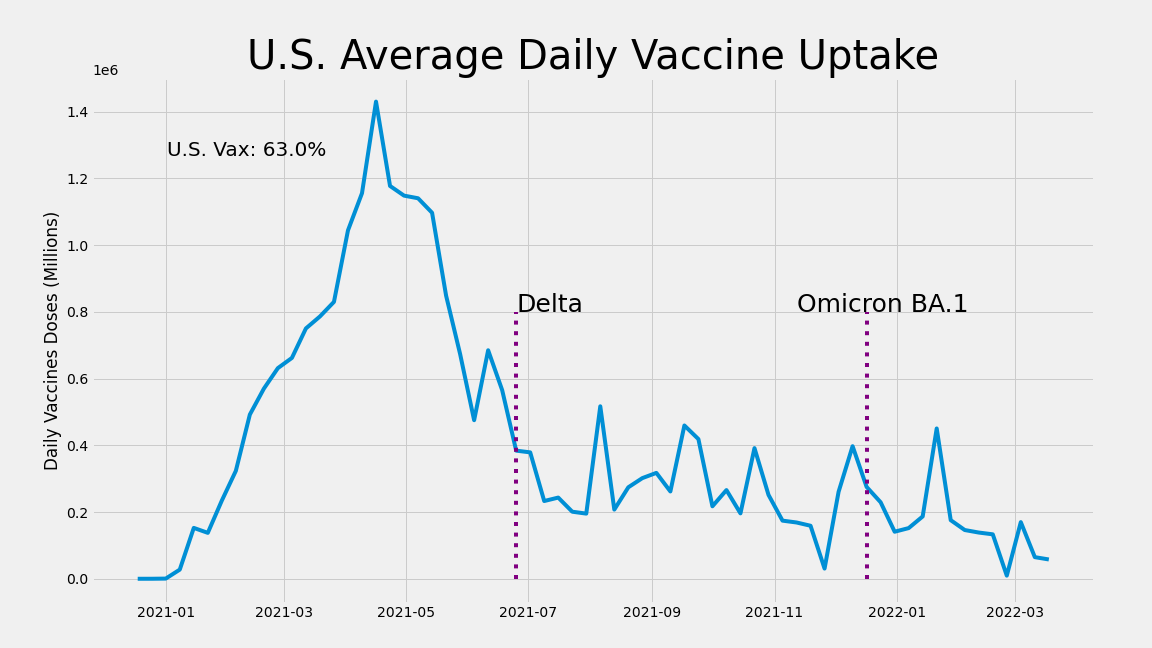 U.S. Average Daily Vaccine Uptake
1e6
1.4
U.S. Vax: 63.0%
1.2
Daily Vaccines Doses (Millions)
1.0
Delta
Omicron BA.1
0.8
0.6
0.4
0.2
0.0
2021-01 2021-03 2021-05 2021-07 2021-09 2021-11 2022-01 2022-03